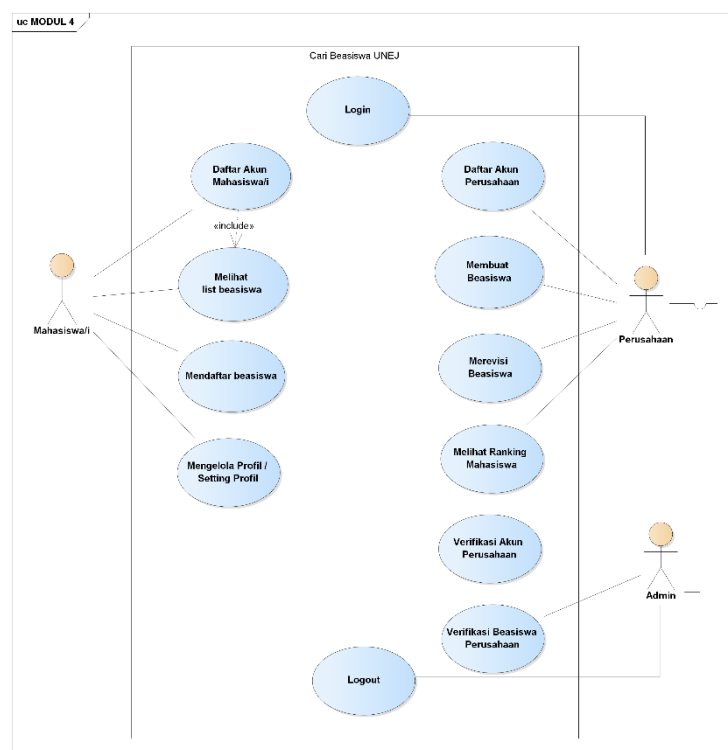 uc MODUL 4
Cari Beasiswa UNEJ
Login
Daftar Akun
Mahasiswa/i
Daftar Akun
Perusahaan
«include»
Melihat
list beasiswa
Membuat
Beasiswa
Mahasiswa/i
Perusahaan
Mendaftar beasiswa
Merevisi
Beasiswa
Mengelola Profil /
Setting Profil
Melihat Ranking
Mahasiswa
Verifikasi Akun
Perusahaan
Admin
Verifikasi Beasiswa
Perusahaan
Logout